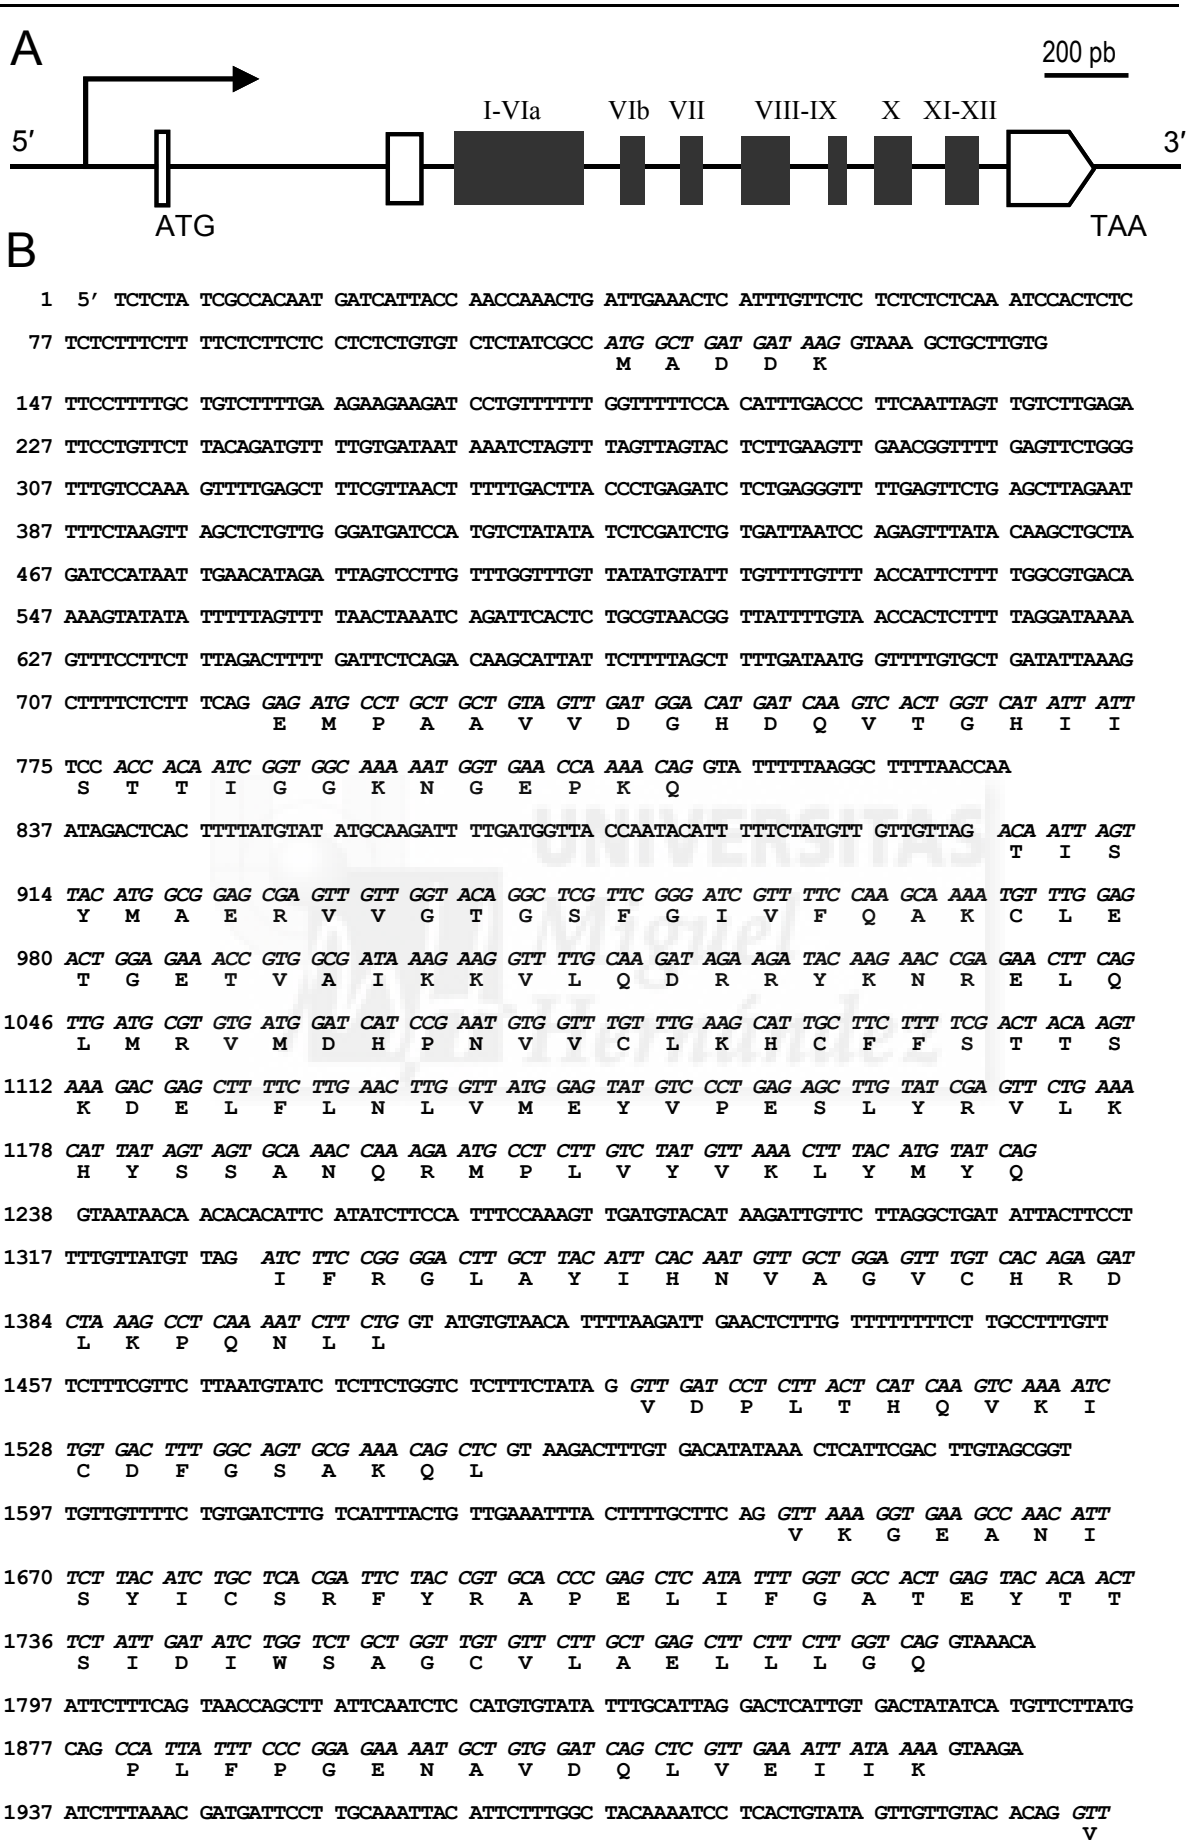 A
200 pb
I-VIa VIb VII VIII-IX X XI-XII
5′ 3′
ATG TAA
B
1 5′ TCTCTA TCGCCACAAT GATCATTACC AACCAAACTG ATTGAAACTC ATTTGTTCTC TCTCTCTCAA ATCCACTCTC
77 TCTCTTTCTT TTCTCTTCTC CTCTCTGTGT CTCTATCGCC ATG GCT GAT GAT AAG GTAAA GCTGCTTGTG
M A D D K
147 TTCCTTTTGC TGTCTTTTGA AGAAGAAGAT CCTGTTTTTT GGTTTTTCCA CATTTGACCC TTCAATTAGT TGTCTTGAGA
227 TTCCTGTTCT TACAGATGTT TTGTGATAAT AAATCTAGTT TAGTTAGTAC TCTTGAAGTT GAACGGTTTT GAGTTCTGGG
307 TTTGTCCAAA GTTTTGAGCT TTCGTTAACT TTTTGACTTA CCCTGAGATC TCTGAGGGTT TTGAGTTCTG AGCTTAGAAT
387 TTTCTAAGTT AGCTCTGTTG GGATGATCCA TGTCTATATA TCTCGATCTG TGATTAATCC AGAGTTTATA CAAGCTGCTA
467 GATCCATAAT TGAACATAGA TTAGTCCTTG TTTGGTTTGT TATATGTATT TGTTTTGTTT ACCATTCTTT TGGCGTGACA
547 AAAGTATATA TTTTTAGTTT TAACTAAATC AGATTCACTC TGCGTAACGG TTATTTTGTA ACCACTCTTT TAGGATAAAA
627 GTTTCCTTCT TTAGACTTTT GATTCTCAGA CAAGCATTAT TCTTTTAGCT TTTGATAATG GTTTTGTGCT GATATTAAAG
707 CTTTTCTCTT TCAG GAG ATG CCT GCT GCT GTA GTT GAT GGA CAT GAT CAA GTC ACT GGT CAT ATT ATT
E M P A A V V D G H D Q V T G H I I
775 TCC ACC ACA ATC GGT GGC AAA AAT GGT GAA CCA AAA CAG GTA TTTTTAAGGC TTTTAACCAA
S T T I G G K N G E P K Q
837 ATAGACTCAC TTTTATGTAT ATGCAAGATT TTGATGGTTA CCAATACATT TTTCTATGTT GTTGTTAG ACA ATT AGT
T I S
914 TAC ATG GCG GAG CGA GTT GTT GGT ACA GGC TCG TTC GGG ATC GTT TTC CAA GCA AAA TGT TTG GAG
Y M A E R V V G T G S F G I V F Q A K C L E
980 ACT GGA GAA ACC GTG GCG ATA AAG AAG GTT TTG CAA GAT AGA AGA TAC AAG AAC CGA GAA CTT CAG
T G E T V A I K K V L Q D R R Y K N R E L Q
1046 TTG ATG CGT GTG ATG GAT CAT CCG AAT GTG GTT TGT TTG AAG CAT TGC TTC TTT TCG ACT ACA AGT
L M R V M D H P N V V C L K H C F F S T T S
1112 AAA GAC GAG CTT TTC TTG AAC TTG GTT ATG GAG TAT GTC CCT GAG AGC TTG TAT CGA GTT CTG AAA
K D E L F L N L V M E Y V P E S L Y R V L K
1178 CAT TAT AGT AGT GCA AAC CAA AGA ATG CCT CTT GTC TAT GTT AAA CTT TAC ATG TAT CAG
H Y S S A N Q R M P L V Y V K L Y M Y Q
1238 GTAATAACA ACACACATTC ATATCTTCCA TTTCCAAAGT TGATGTACAT AAGATTGTTC TTAGGCTGAT ATTACTTCCT
1317 TTTGTTATGT TAG ATC TTC CGG GGA CTT GCT TAC ATT CAC AAT GTT GCT GGA GTT TGT CAC AGA GAT
I F R G L A Y I H N V A G V C H R D
1384 CTA AAG CCT CAA AAT CTT CTG GT ATGTGTAACA TTTTAAGATT GAACTCTTTG TTTTTTTTCT TGCCTTTGTT
L K P Q N L L
1457 TCTTTCGTTC TTAATGTATC TCTTCTGGTC TCTTTCTATA G GTT GAT CCT CTT ACT CAT CAA GTC AAA ATC
V D P L T H Q V K I
1528 TGT GAC TTT GGC AGT GCG AAA CAG CTC GT AAGACTTTGT GACATATAAA CTCATTCGAC TTGTAGCGGT
C D F G S A K Q L
1597 TGTTGTTTTC TGTGATCTTG TCATTTACTG TTGAAATTTA CTTTTGCTTC AG GTT AAA GGT GAA GCC AAC ATT
V K G E A N I
1670 TCT TAC ATC TGC TCA CGA TTC TAC CGT GCA CCC GAG CTC ATA TTT GGT GCC ACT GAG TAC ACA ACT
S Y I C S R F Y R A P E L I F G A T E Y T T
1736 TCT ATT GAT ATC TGG TCT GCT GGT TGT GTT CTT GCT GAG CTT CTT CTT GGT CAG GTAAACA
S I D I W S A G C V L A E L L L G Q
1797 ATTCTTTCAG TAACCAGCTT ATTCAATCTC CATGTGTATA TTTGCATTAG GACTCATTGT GACTATATCA TGTTCTTATG
1877 CAG CCA TTA TTT CCC GGA GAA AAT GCT GTG GAT CAG CTC GTT GAA ATT ATA AAA GTAAGA
P L F P G E N A V D Q L V E I I K
1937 ATCTTTAAAC GATGATTCCT TGCAAATTAC ATTCTTTGGC TACAAAATCC TCACTGTATA GTTGTTGTAC ACAG GTT
V
UNIVERSITAS
Miguel
Hernández